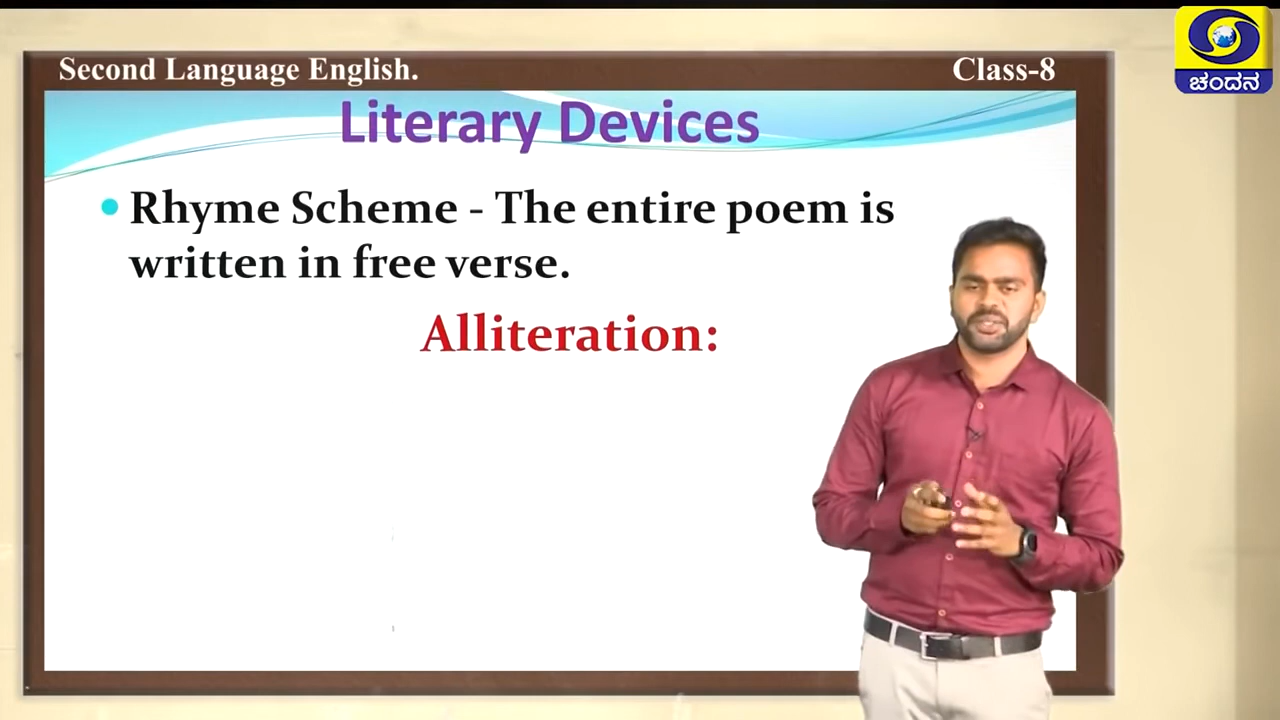 Second Language English.
Class-8
ಚಂದನ
Literary Devices
Rhyme Scheme - The entire poem is
written in free verse.
Alliteration: